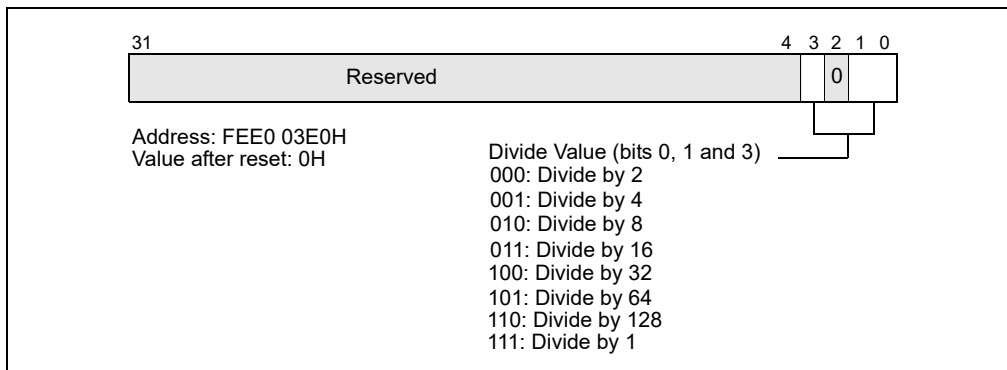 31 4 3 2 1 0
Reserved 0
Address: FEE0 03E0H
Value after reset: 0H
Divide Value (bits 0, 1 and 3)
000: Divide by 2
001: Divide by 4
010: Divide by 8
011: Divide by 16
100: Divide by 32
101: Divide by 64
110: Divide by 128
111: Divide by 1